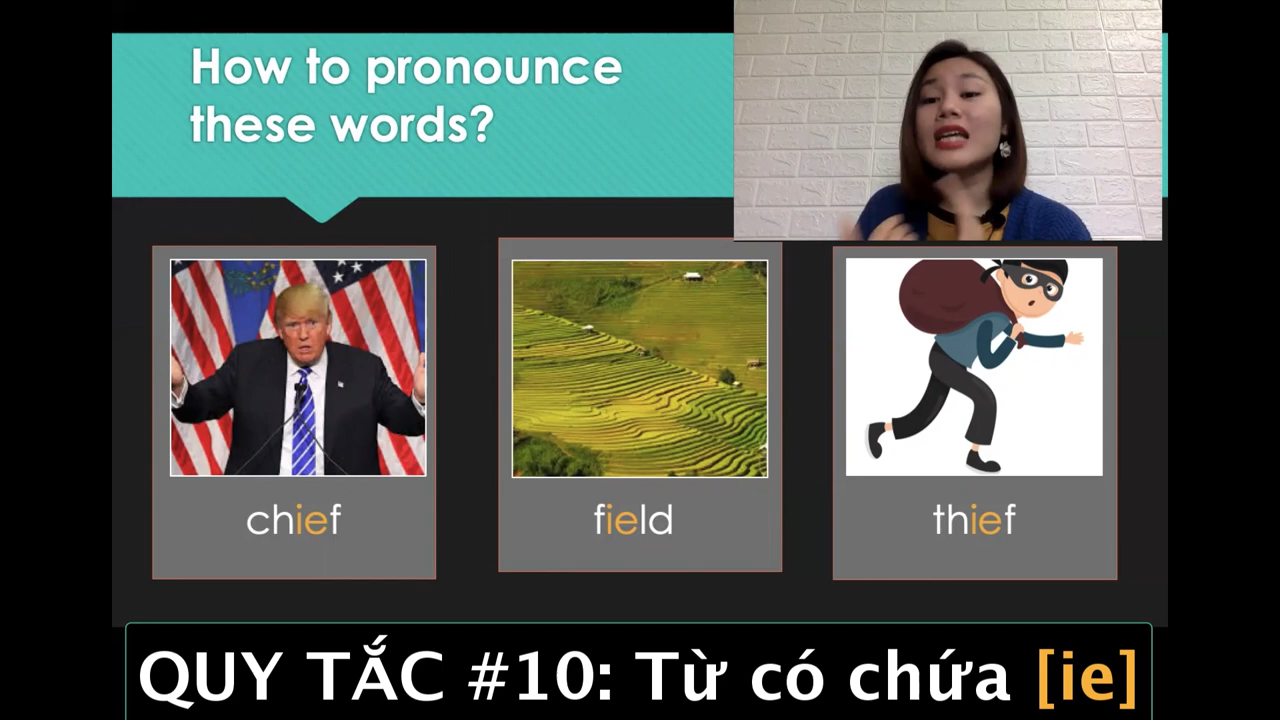 How to pronounce
these words?
chief
field
thief
QUY TẮC #10: Từ có chứa [ie]